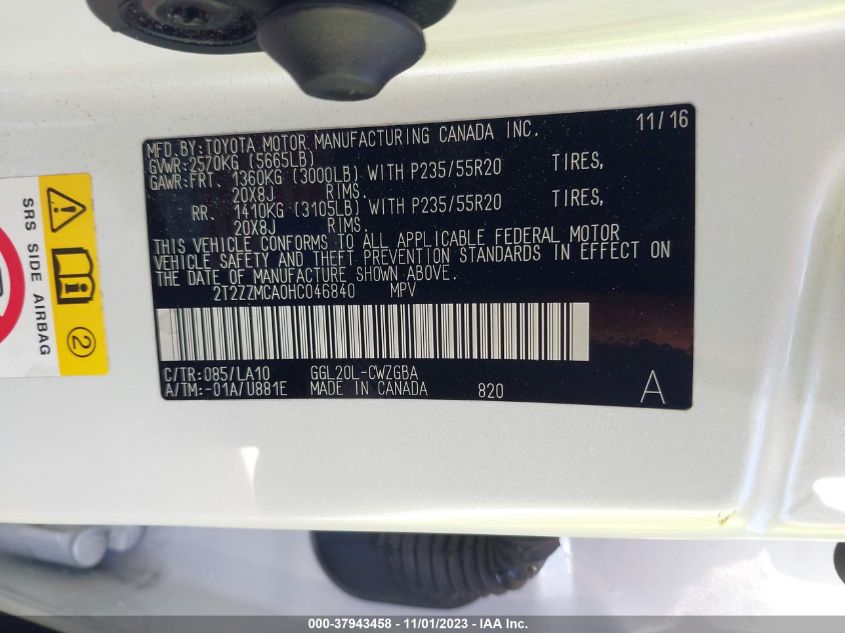 MFD.BY:TOYOTA MOTOR MANUFACTURING CANADA INC. 11/16
GVWR:2570KG (5665LB)
GAWR:FRT. 1360KG (3000LB) WITH P235/55R20 TIRES,
20X8J RIMS.
RR. 1410KG (3105LB) WITH P235/55R20 TIRES,
20X8J RIMS.
THIS VEHICLE CONFORMS TO ALL APPLICABLE FEDERAL MOTOR
VEHICLE SAFETY AND THEFT PREVENTION STANDARDS IN EFFECT ON
THE DATE OF MANUFACTURE SHOWN ABOVE.
2T2ZZMCA0HC046840 MPV
C/TR:085/LA10 GGL20L-CWZGBA
A/TM:-01A/U881E MADE IN CANADA 820 A
SRS SIDE AIRBAG
2
000-37943458 - 11/01/2023 - IAA Inc.